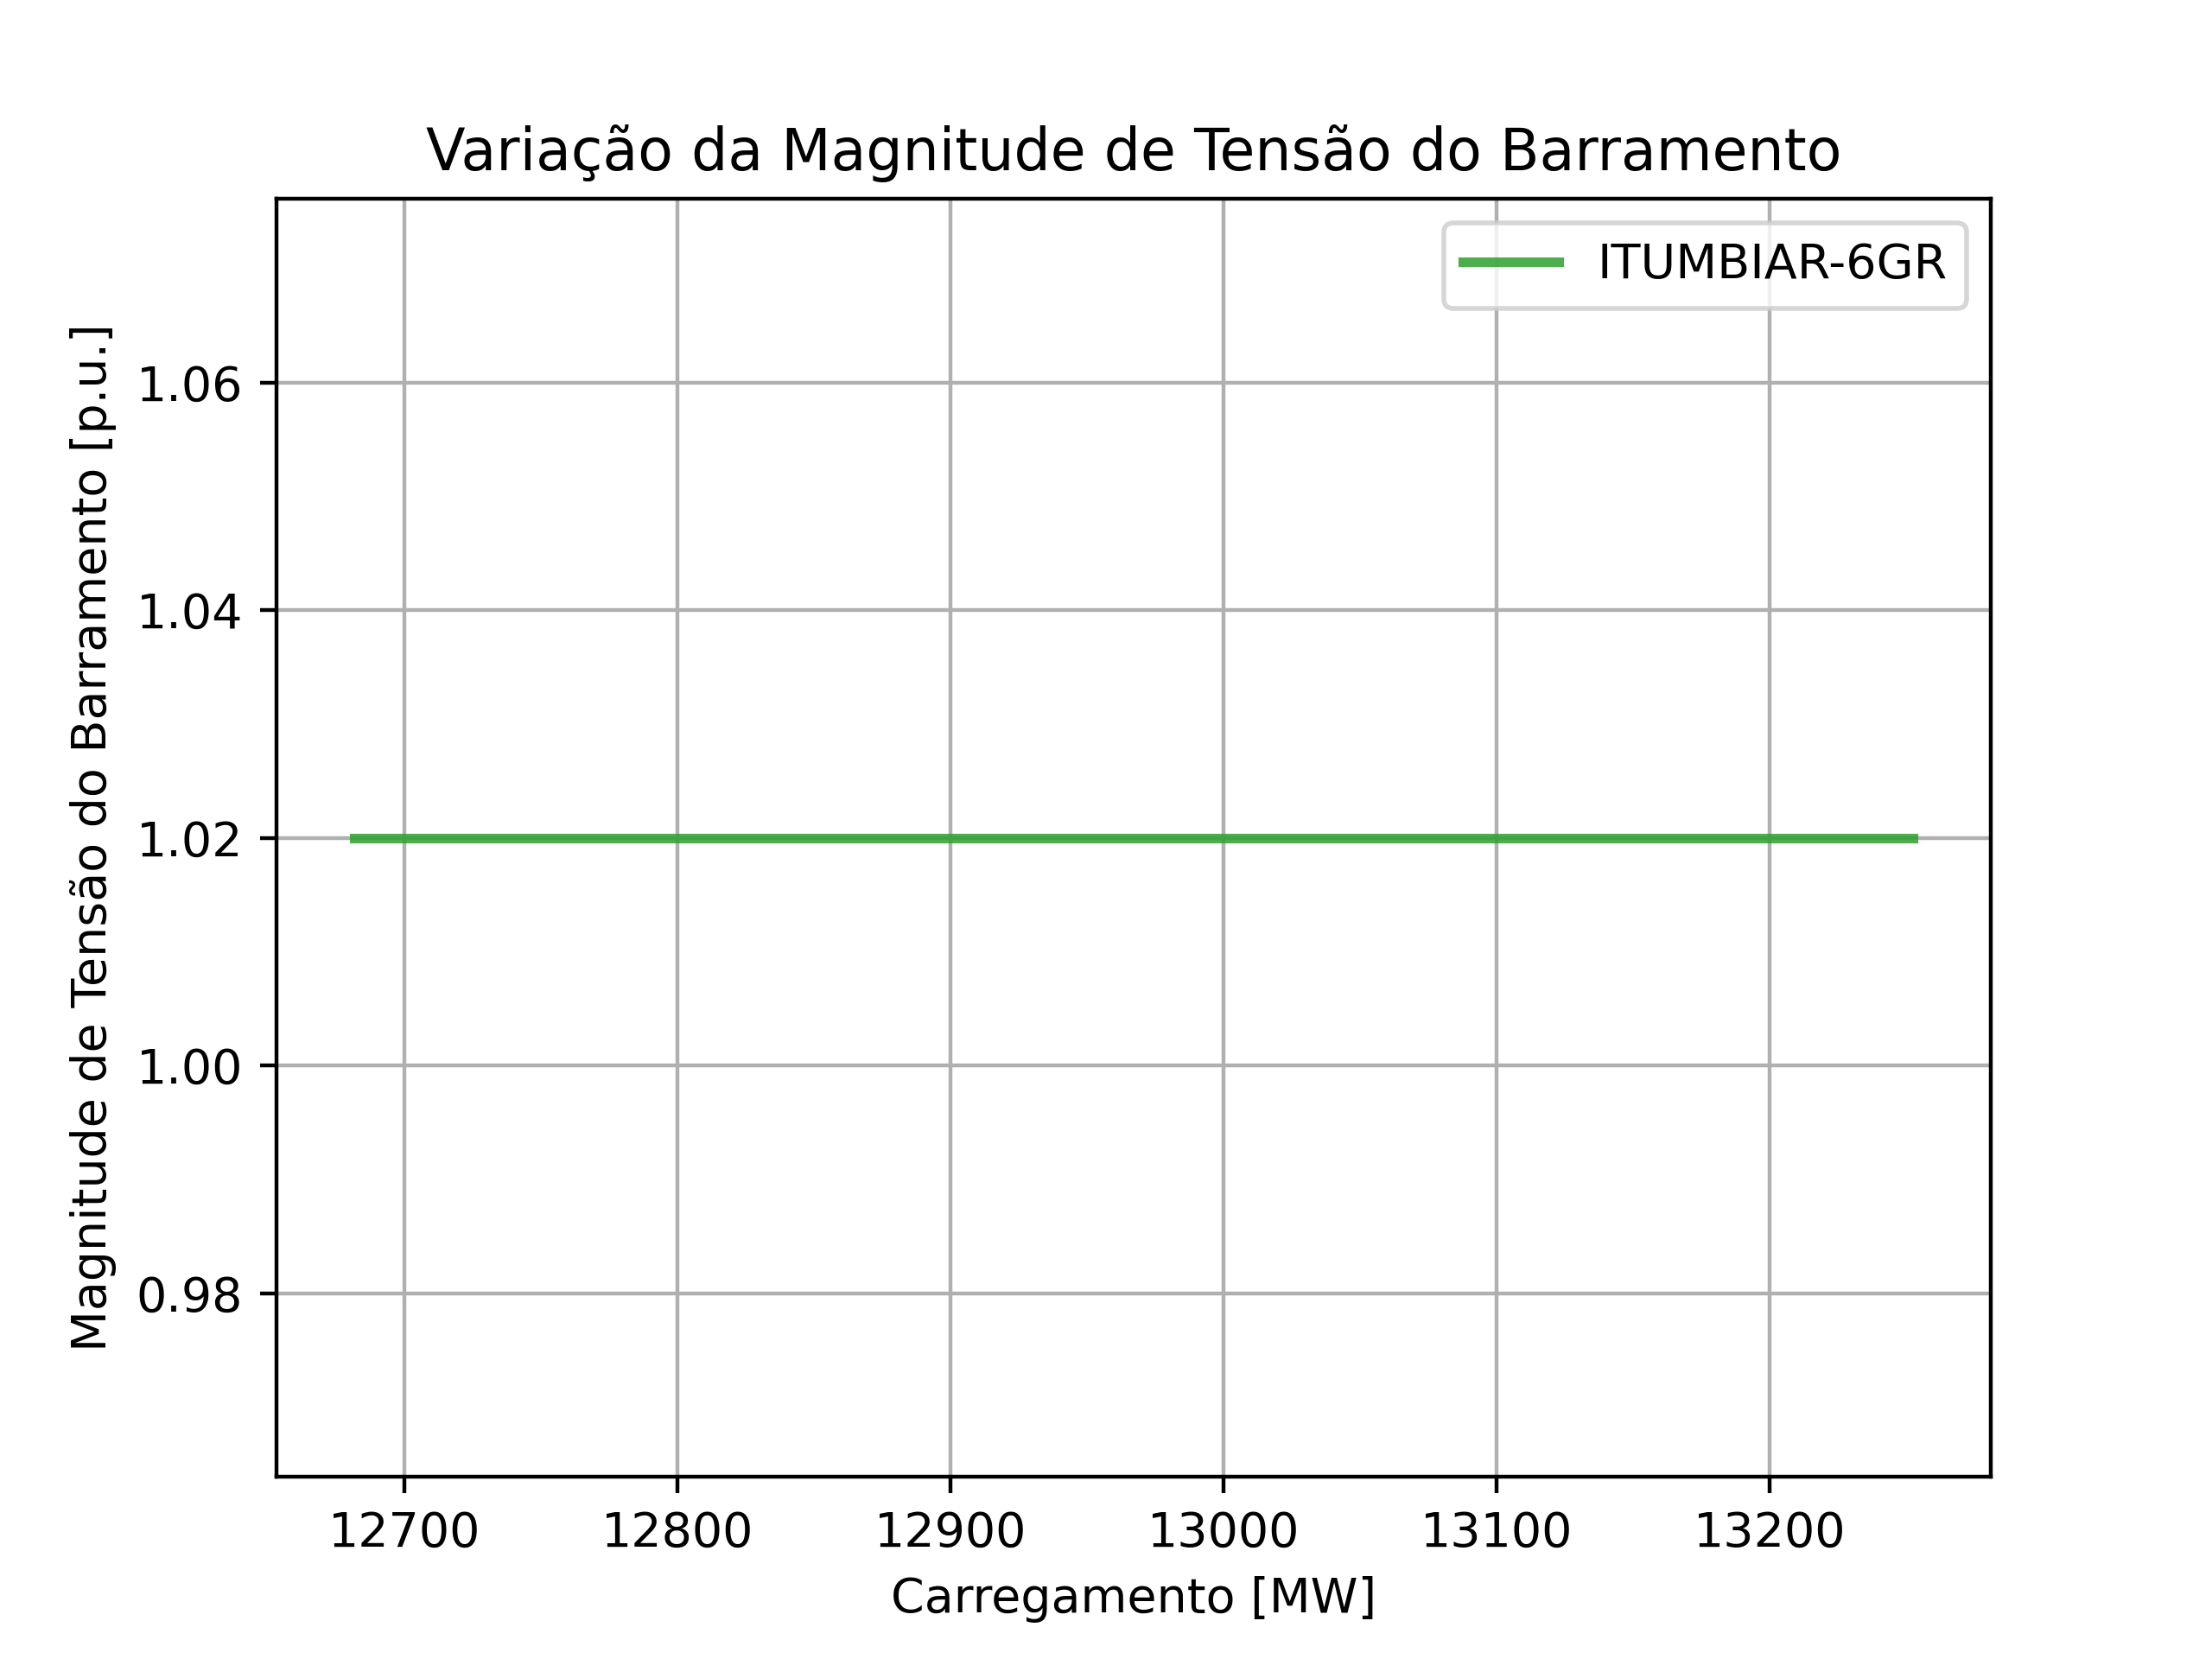 Variação da Magnitude de Tensão do Barramento
ITUMBIAR-6GR
Magnitude de Tensão do Barramento [p.u.]
1.06
1.04
1.02
1.00
0.98
12700 12800 12900 13000 13100 13200
Carregamento [MW]